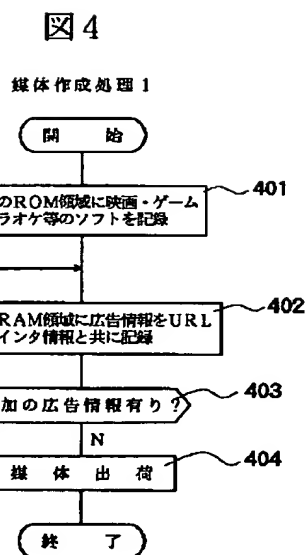 図4
媒体作成処理1
開 始
のROM領域に映画・ゲーム
ラオケ等のソフトを記録
401
RAM領域に広告情報をURL
インタ情報と共に記録
402
加の広告情報有り?
403
N
媒 体 出 荷
404
終 了